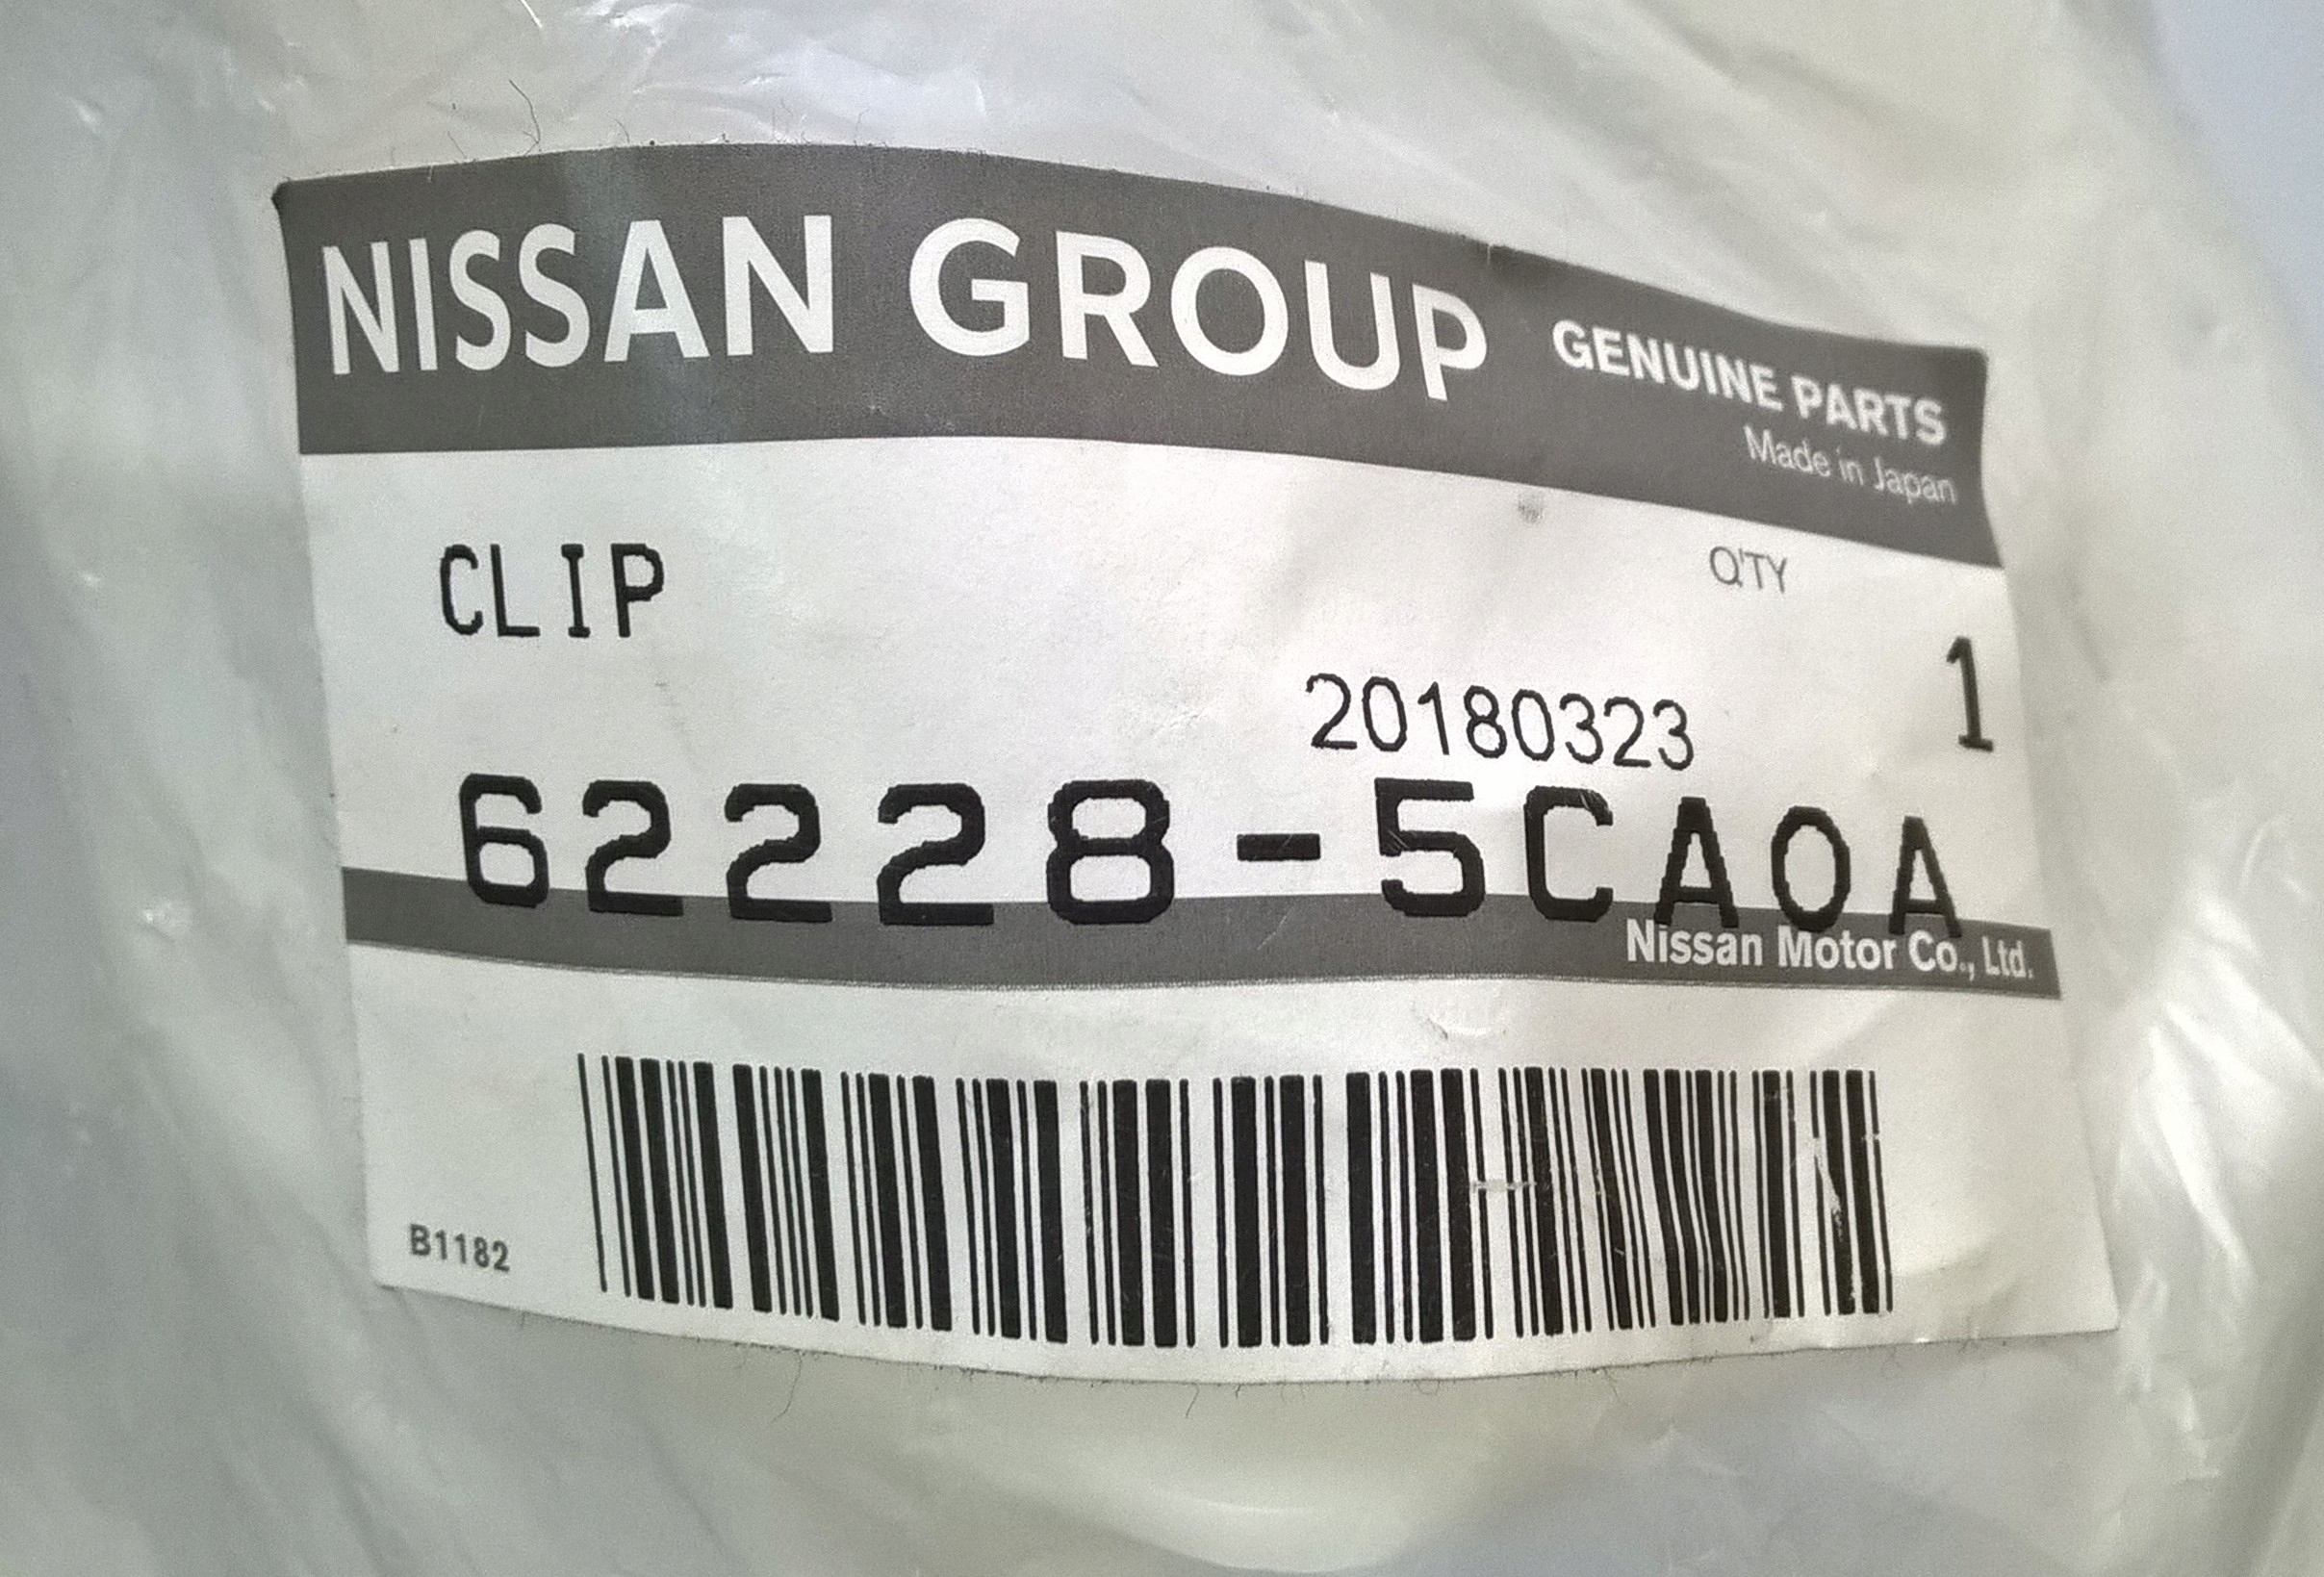 NISSAN GROUP GENUINE PARTS
Made in Japan
CLIP
Q'TY
1
20180323
62228-5CA0A
Nissan Motor Co., Ltd.
B1182